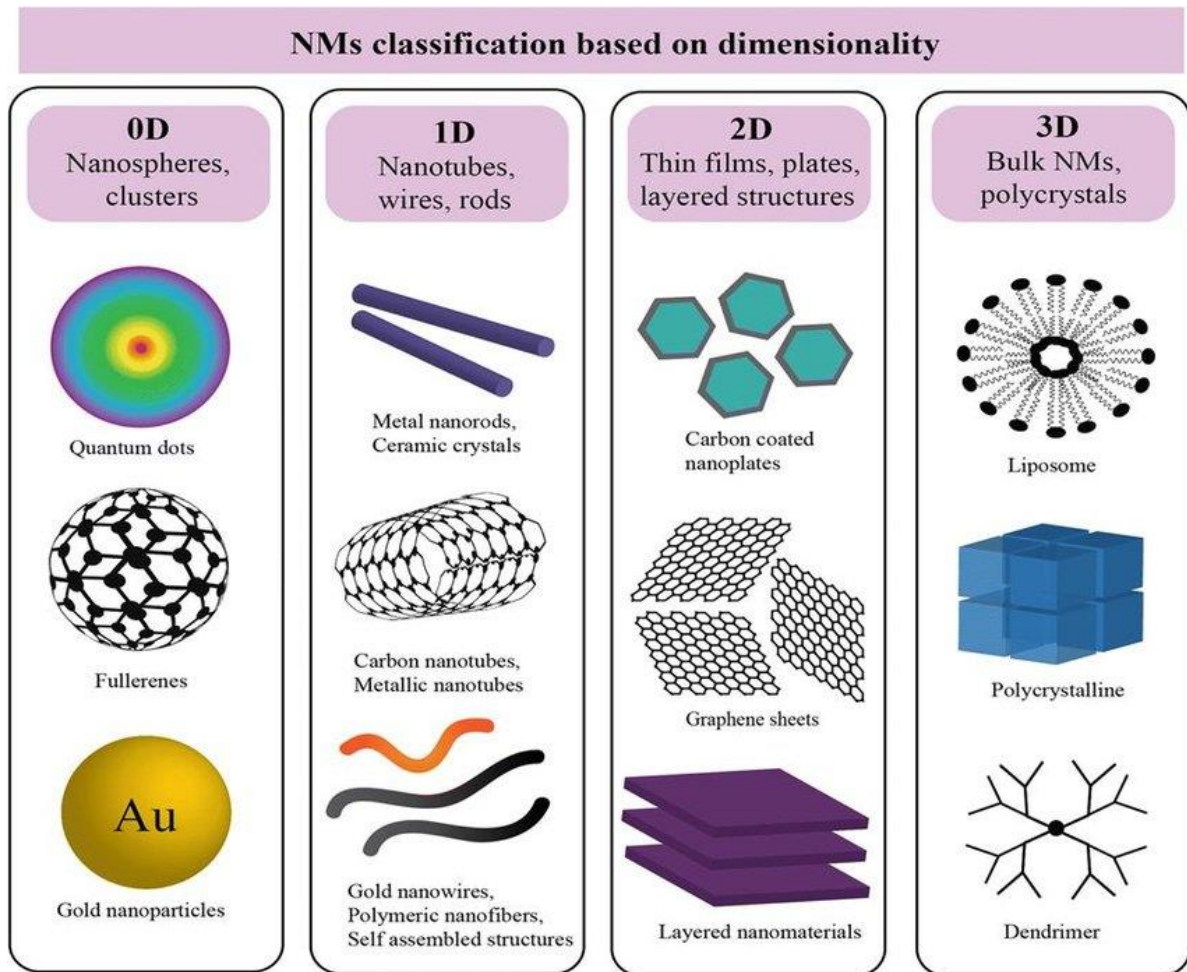 NMs classification based on dimensionality
0D
Nanospheres,
clusters
Quantum dots
Fullerenes
Au
Gold nanoparticles
1D
Nanotubes,
wires, rods
Metal nanorods,
Ceramic crystals
Carbon nanotubes,
Metallic nanotubes
Gold nanowires,
Polymeric nanofibers,
Self assembled structures
2D
Thin films, plates,
layered structures
Carbon coated
nanoplates
Graphene sheets
Layered nanomaterials
3D
Bulk NMs,
polycrystals
Liposome
Polycrystalline
Dendrimer